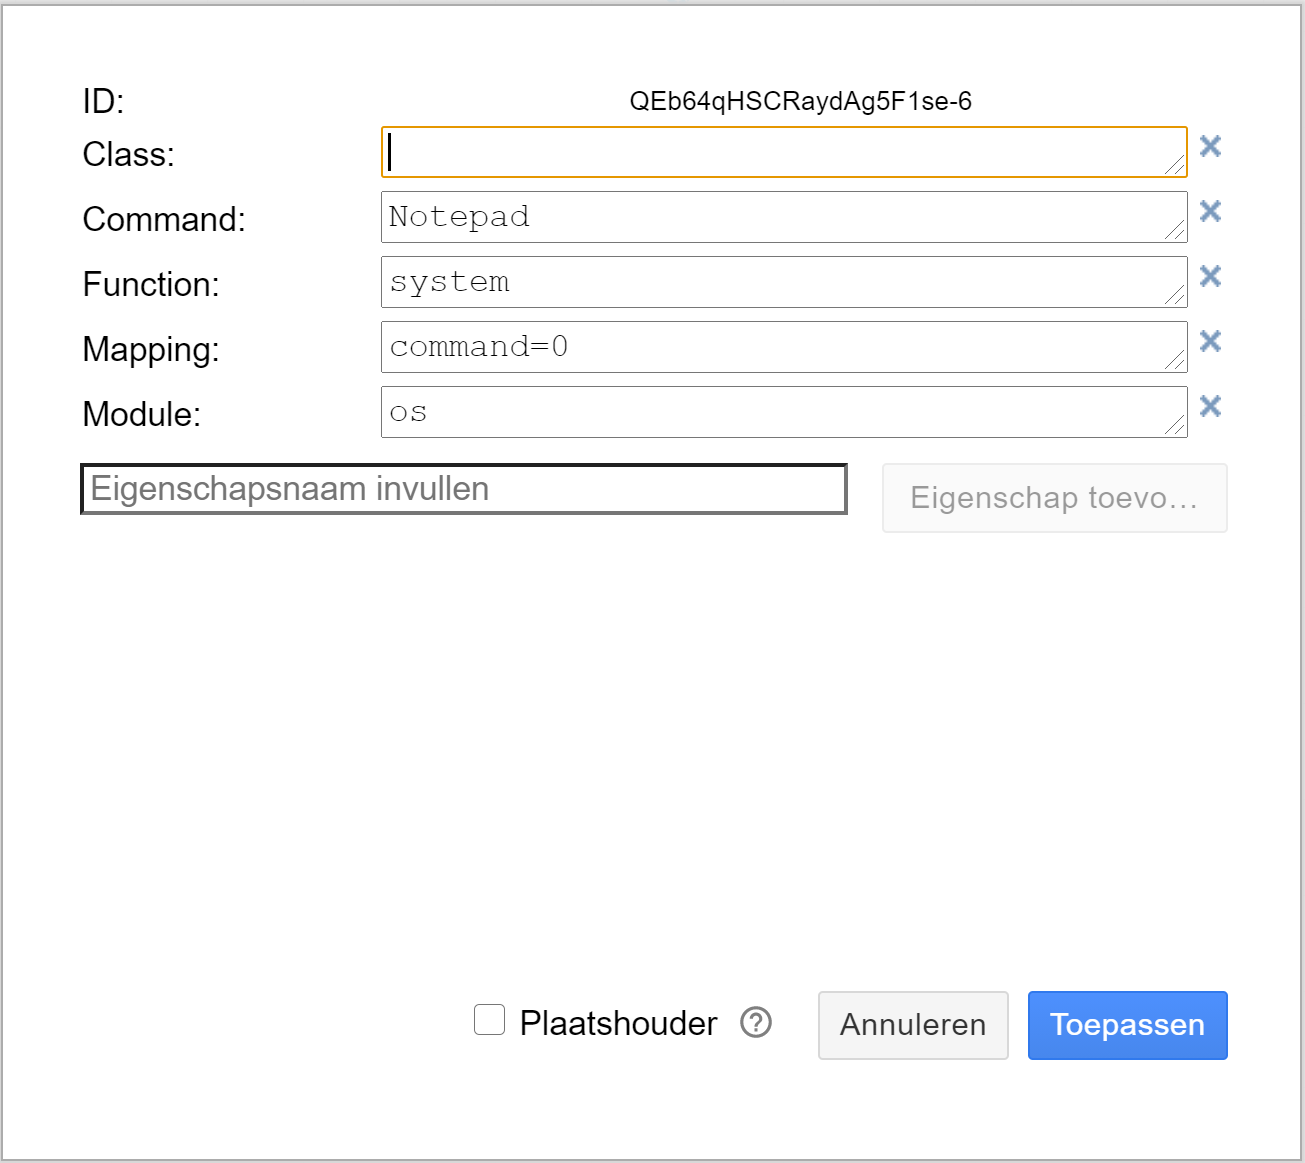 ID: QEb64qHSCRaydAg5F1se-6
Class:
Command: Notepad
Function: system
Mapping: command=0
Module: os
Eigenschapsnaam invullen Eigenschap toevo...
Plaatshouder ? Annuleren Toepassen